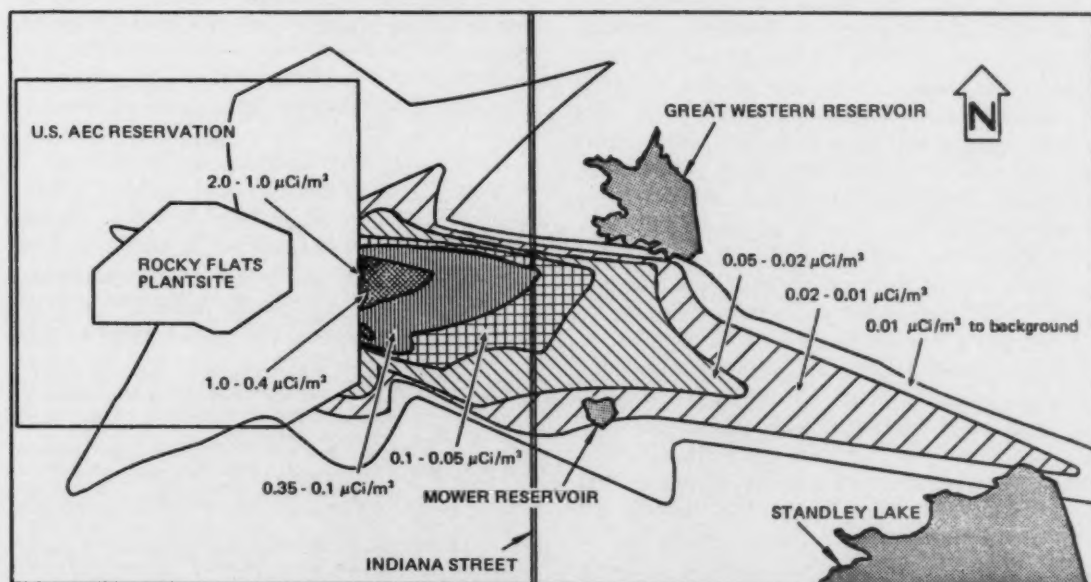 U.S. AEC RESERVATION
2.0 - 1.0 µCi/m³
ROCKY FLATS
PLANTSITE
1.0 - 0.4 µCi/m³
0.35 - 0.1 µCi/m³
0.1 - 0.05 µCi/m³
MOWER RESERVOIR
INDIANA STREET
GREAT WESTERN RESERVOIR
N
0.05 - 0.02 µCi/m³
0.02 - 0.01 µCi/m³
0.01 µCi/m³ to background
STANDLEY LAKE